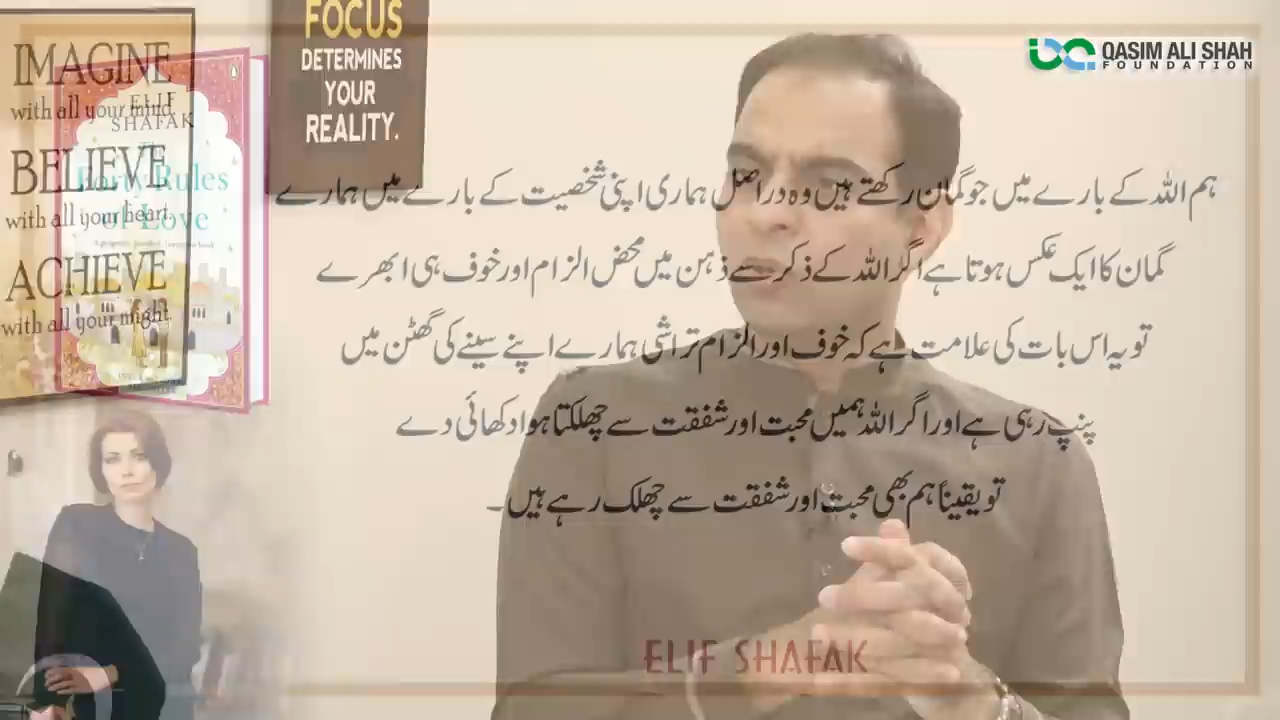 IMAGINE
with all your mind.
BELIEVE
with all your heart.
ACHIEVE
with all your might.
ELIF
SHAFAK
Forty Rules
of Love
FOCUS
DETERMINES
YOUR
REALITY.
QASIM ALI SHAH
FOUNDATION
ہم اللہ کے بارے میں جو گمان رکھتے ہیں وہ دراصل ہماری اپنی شخصیت کے بارے میں ہمارے
گمان کا ایک عکس ہوتا ہے اگر اللہ کے ذکر سے ذہن میں محض الزام اور خوف ہی ابھرے
تو یہ اس بات کی علامت ہے کہ خوف اور الزام تراشی ہمارے اپنے سینے کی گھٹن میں
پنپ رہی ہے اور اگر اللہ ہمیں محبت اور شفقت سے چھلکتا ہوا دکھائی دے
تو یقیناً ہم بھی محبت اور شفقت سے چھلک رہے ہیں۔
ELIF SHAFAK